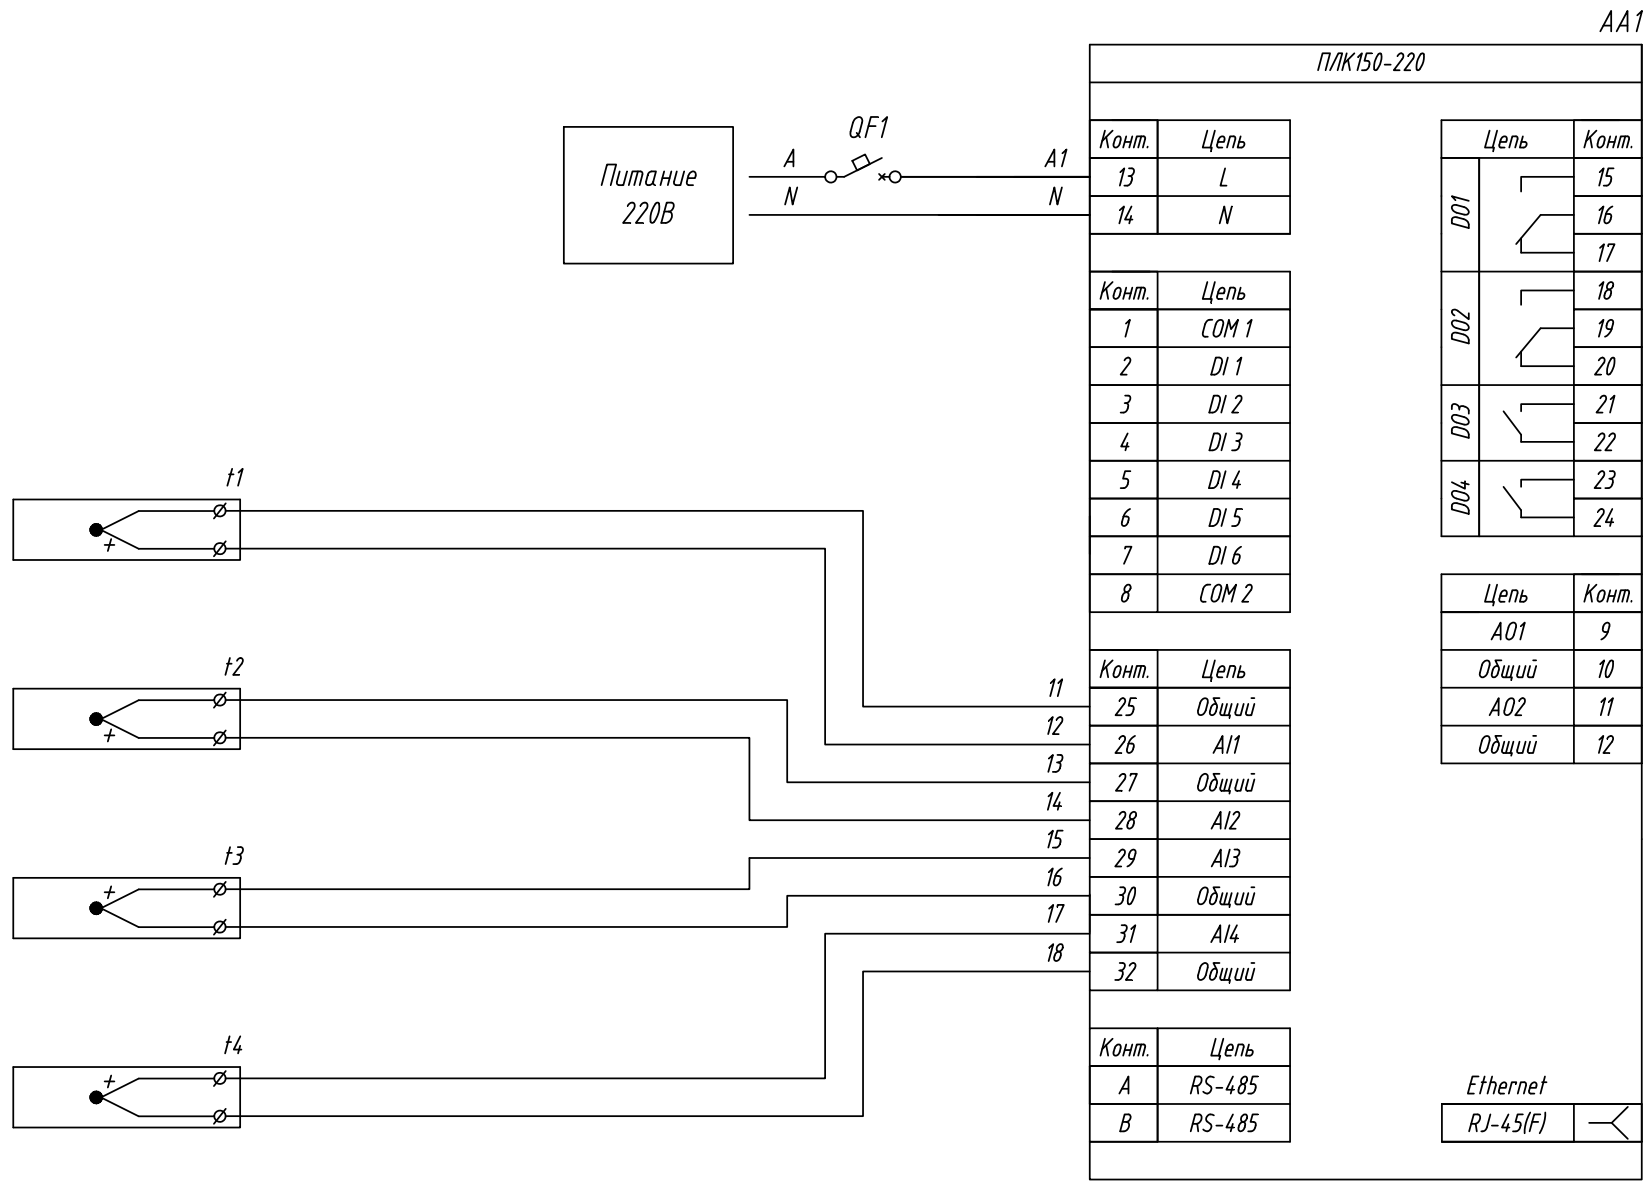 АА1
ПЛК150-220
Питание
220В
QF1
А
N
А1
N
Конт. Цепь
13 L
14 N
Конт. Цепь
1 COM 1
2 DI 1
3 DI 2
4 DI 3
5 DI 4
6 DI 5
7 DI 6
8 COM 2
Цепь Конт.
DO1
15
16
17
DO2
18
19
20
DO3
21
22
DO4
23
24
Цепь Конт.
AO1 9
Общий 10
AO2 11
Общий 12
t1
+
t2
+
t3
+
t4
+
11
12
13
14
15
16
17
18
Конт. Цепь
25 Общий
26 AI1
27 Общий
28 AI2
29 AI3
30 Общий
31 AI4
32 Общий
Конт. Цепь
A RS-485
B RS-485
Ethernet
RJ-45(F)